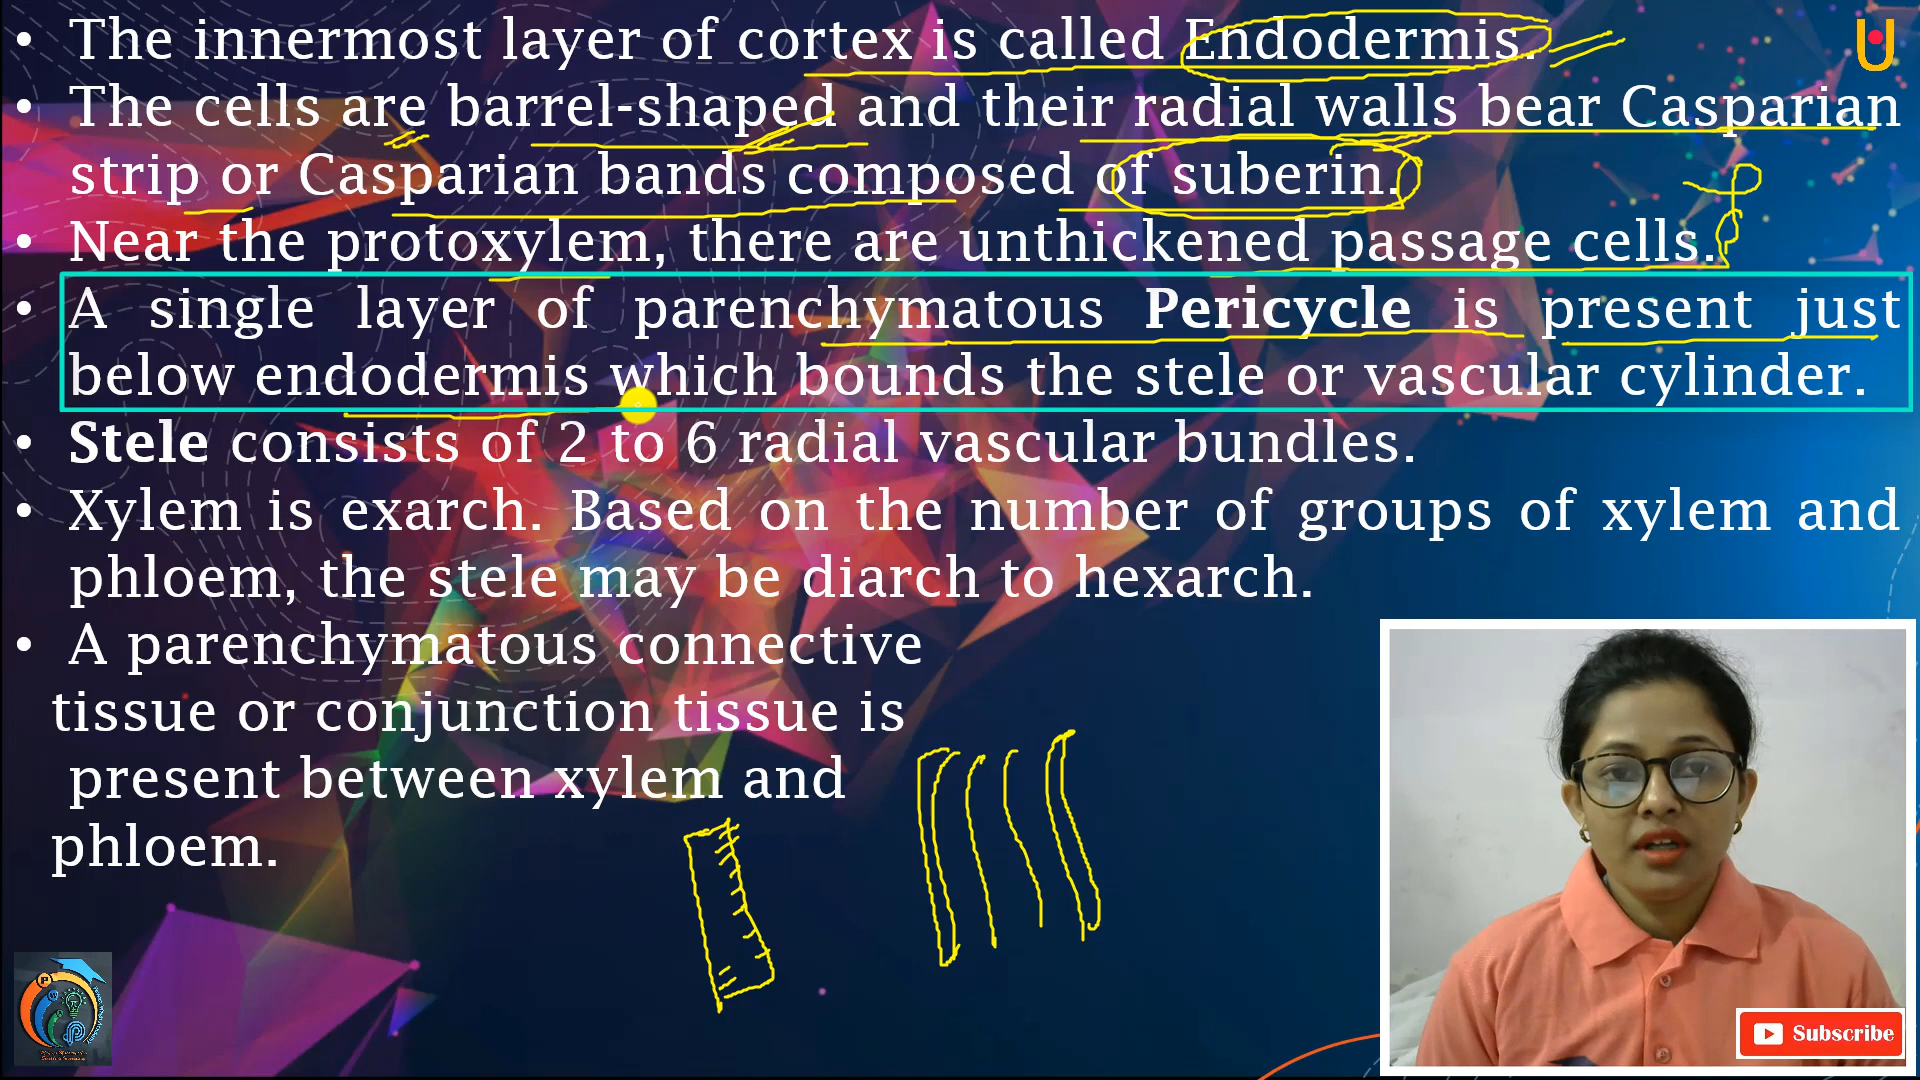 • The innermost layer of cortex is called Endodermis.
• The cells are barrel-shaped and their radial walls bear Casparian
strip or Casparian bands composed of suberin.
• Near the protoxylem, there are unthickened passage cells.
• A single layer of parenchymatous Pericycle is present just
below endodermis which bounds the stele or vascular cylinder.
• Stele consists of 2 to 6 radial vascular bundles.
• Xylem is exarch. Based on the number of groups of xylem and
phloem, the stele may be diarch to hexarch.
• A parenchymatous connective
tissue or conjunction tissue is
present between xylem and
phloem.
Subscribe